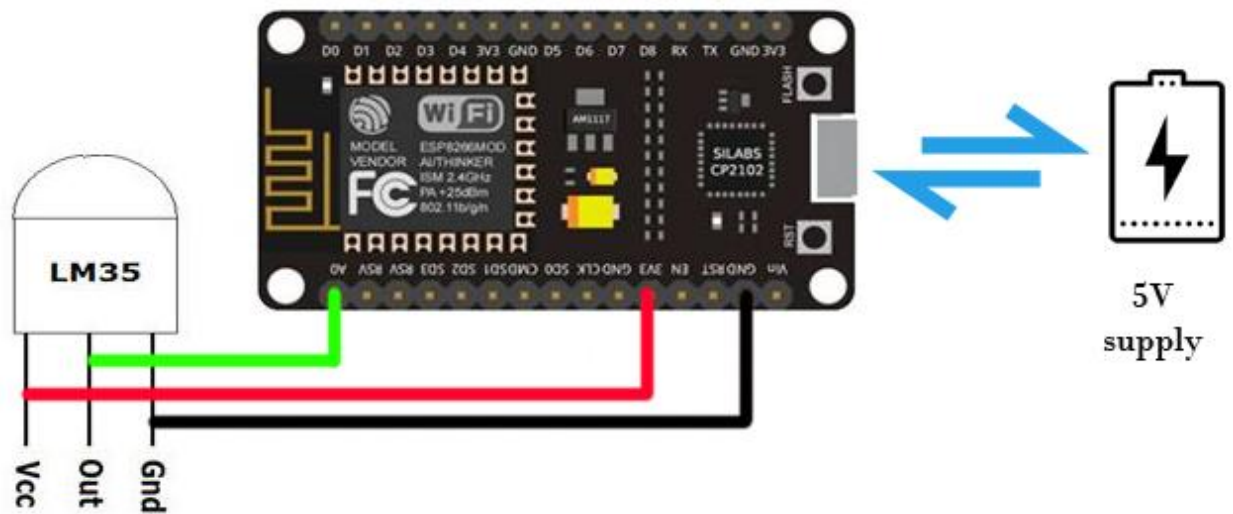 D0 D1 D2 D3 D4 3V3 GND D5 D6 D7 D8 RX TX GND 3V3
FLASH
WiFi
MODEL
VENDOR
ESP8266MOD
AI/THINKER
ISM 2.4GHz
PA +25dBm
802.11b/g/n
FC
AM1117
SILABS
CP2102
RST
A0 RSV RSV SD3 SD2 SD1 CMD SD0 CLK GND 3V3 EN RST GND Vin
LM35
Vcc
Out
Gnd
5V
supply